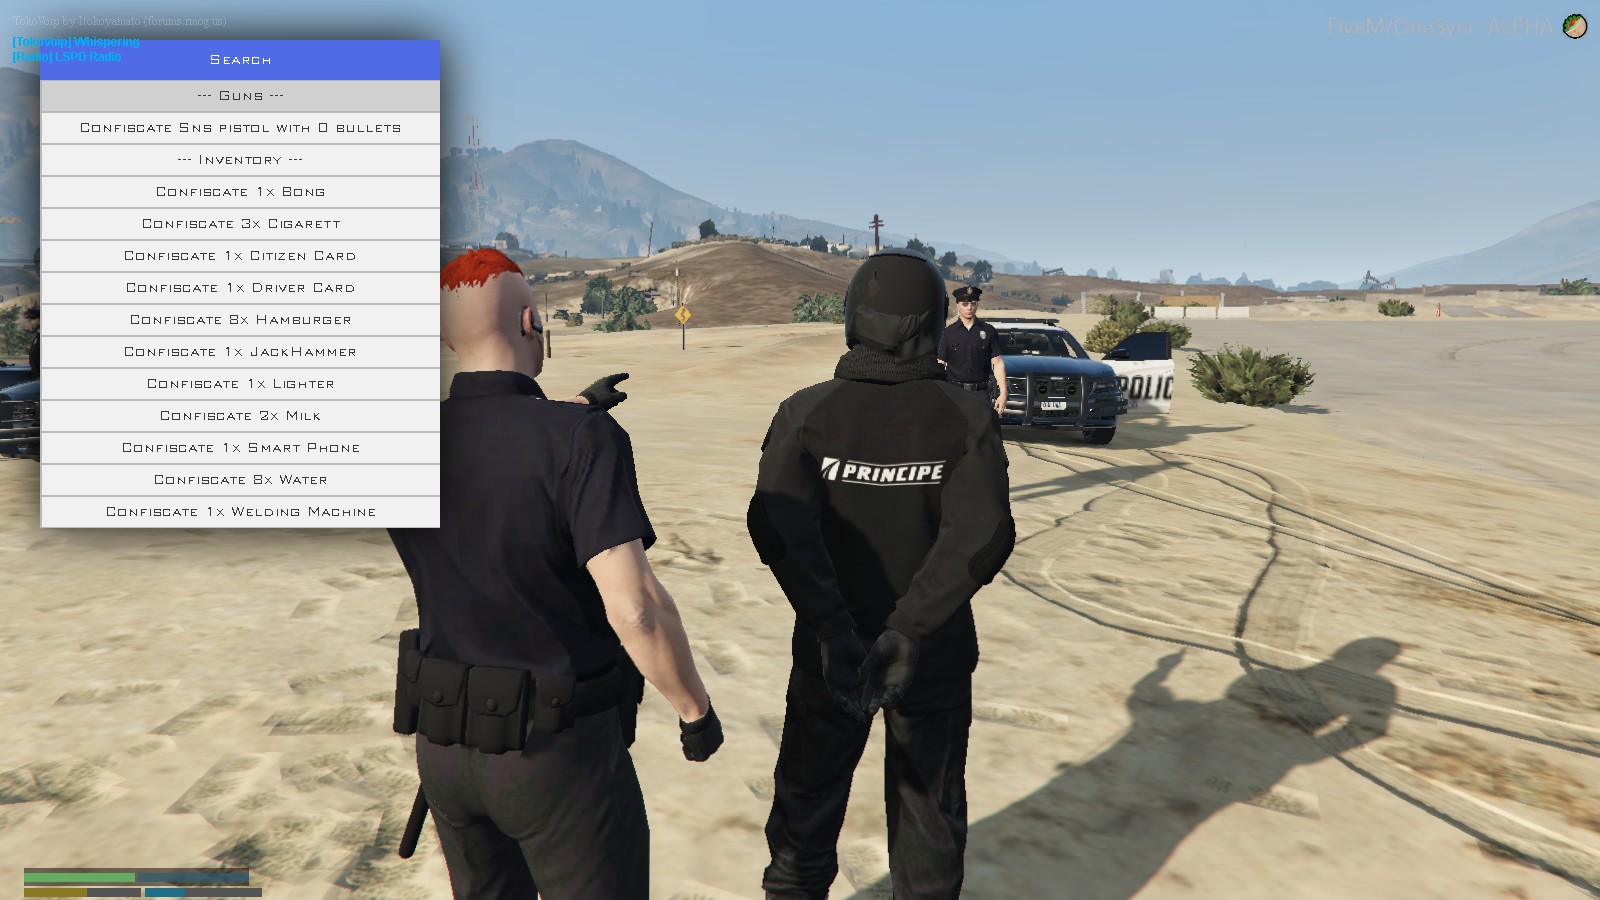 TokoVoip by Itokoyamato (forums.rmog.us)
[TokoVoip] Whispering
[Radio] LSPD Radio
FiveM/OneSync ALPHA
Search
--- Guns ---
Confiscate Sns pistol with 0 bullets
--- Inventory ---
Confiscate 1x Bong
Confiscate 3x Cigarett
Confiscate 1x Citizen Card
Confiscate 1x Driver Card
Confiscate 8x Hamburger
Confiscate 1x JackHammer
Confiscate 1x Lighter
Confiscate 2x Milk
Confiscate 1x Smart Phone
Confiscate 8x Water
Confiscate 1x Welding Machine
PRINCIPE
POLIC